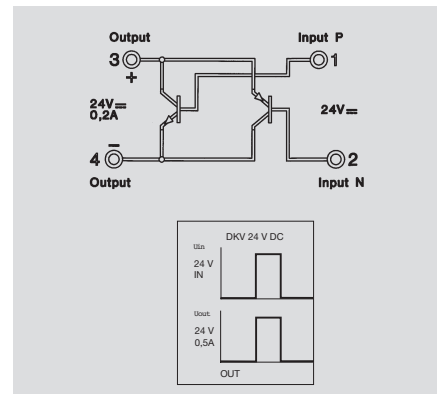 Output
Input P
3
1
+
24V⎓
0,2A
24V⎓
−
4
2
Output
Input N
DKV 24 V DC
Uin
24 V
IN
Uout
24 V
0,5A
OUT